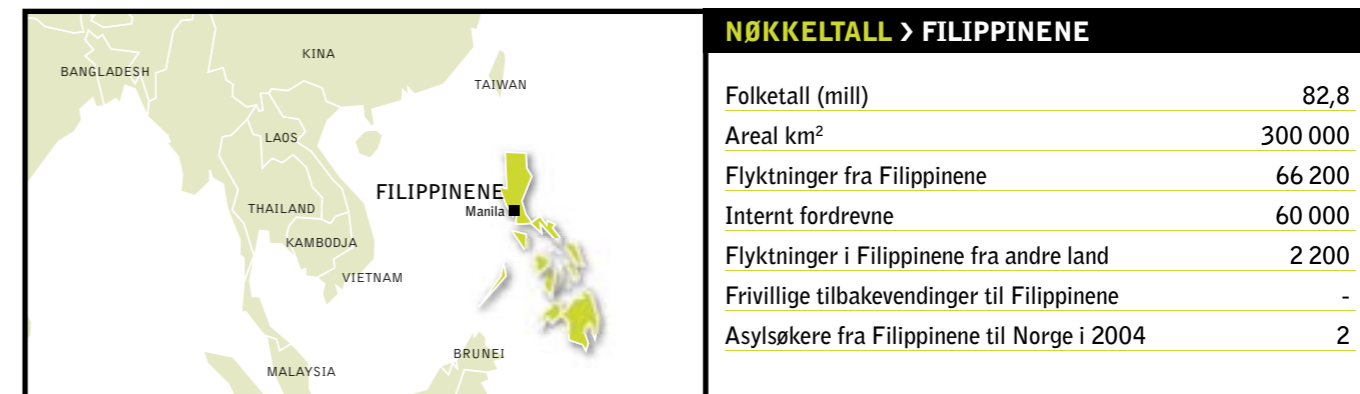 KINA
BANGLADESH
TAIWAN
LAOS
FILIPPINENE
Manila
THAILAND
KAMBODJA
VIETNAM
BRUNEI
MALAYSIA
NØKKELTALL > FILIPPINENE
Folketall (mill) 82,8
Areal km² 300 000
Flyktninger fra Filippinene 66 200
Internt fordrevne 60 000
Flyktninger i Filippinene fra andre land 2 200
Frivillige tilbakevendinger til Filippinene -
Asylsøkere fra Filippinene til Norge i 2004 2